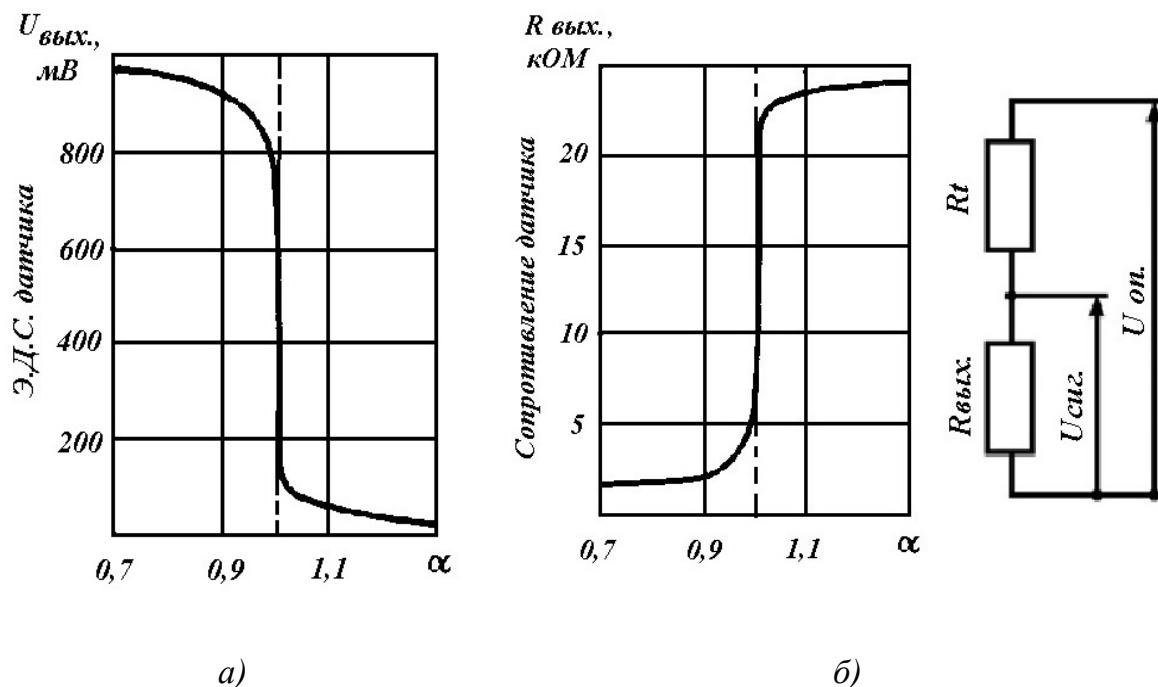 U вых.,
мВ
Э.Д.С. датчика
800
600
400
200
0,7
0,9
1,1
α
а)
R вых.,
кОМ
Сопротивление датчика
20
15
10
5
0,7
0,9
1,1
α
Rt
Rвых.
Uсиг.
U оп.
б)